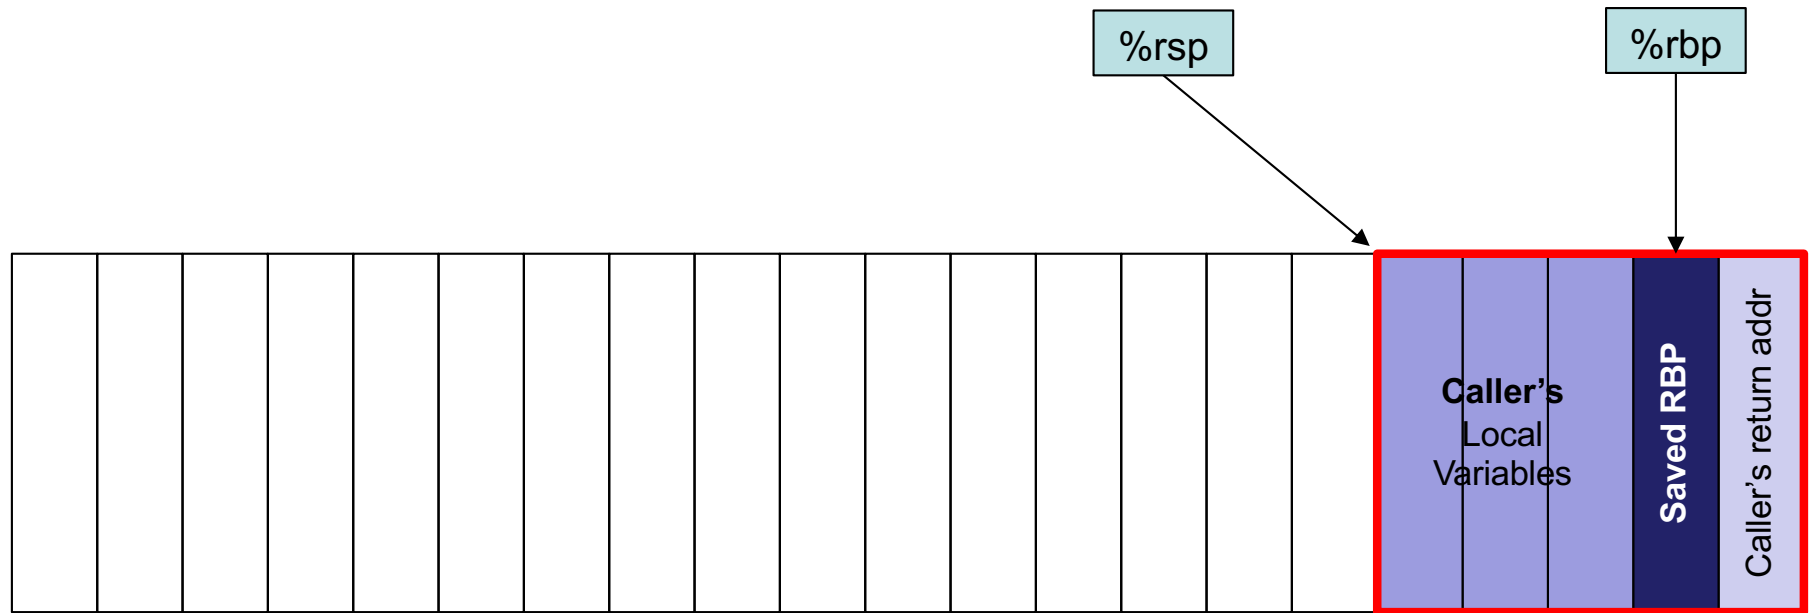 %rsp
%rbp
Caller’s
Local
Variables
Saved RBP
Caller’s return addr